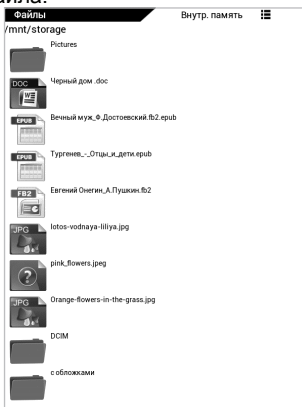 Файлы Внутр. память
/mnt/storage
Pictures
DOC Черный дом .doc
EPUB Вечный муж_Ф.Достоевский.fb2.epub
EPUB Тургенев_-_Отцы_и_дети.epub
FB2 Евгений Онегин_А.Пушкин.fb2
JPG lotos-vodnaya-liliya.jpg
pink_flowers.jpeg
JPG Orange-flowers-in-the-grass.jpg
DCIM
с обложками